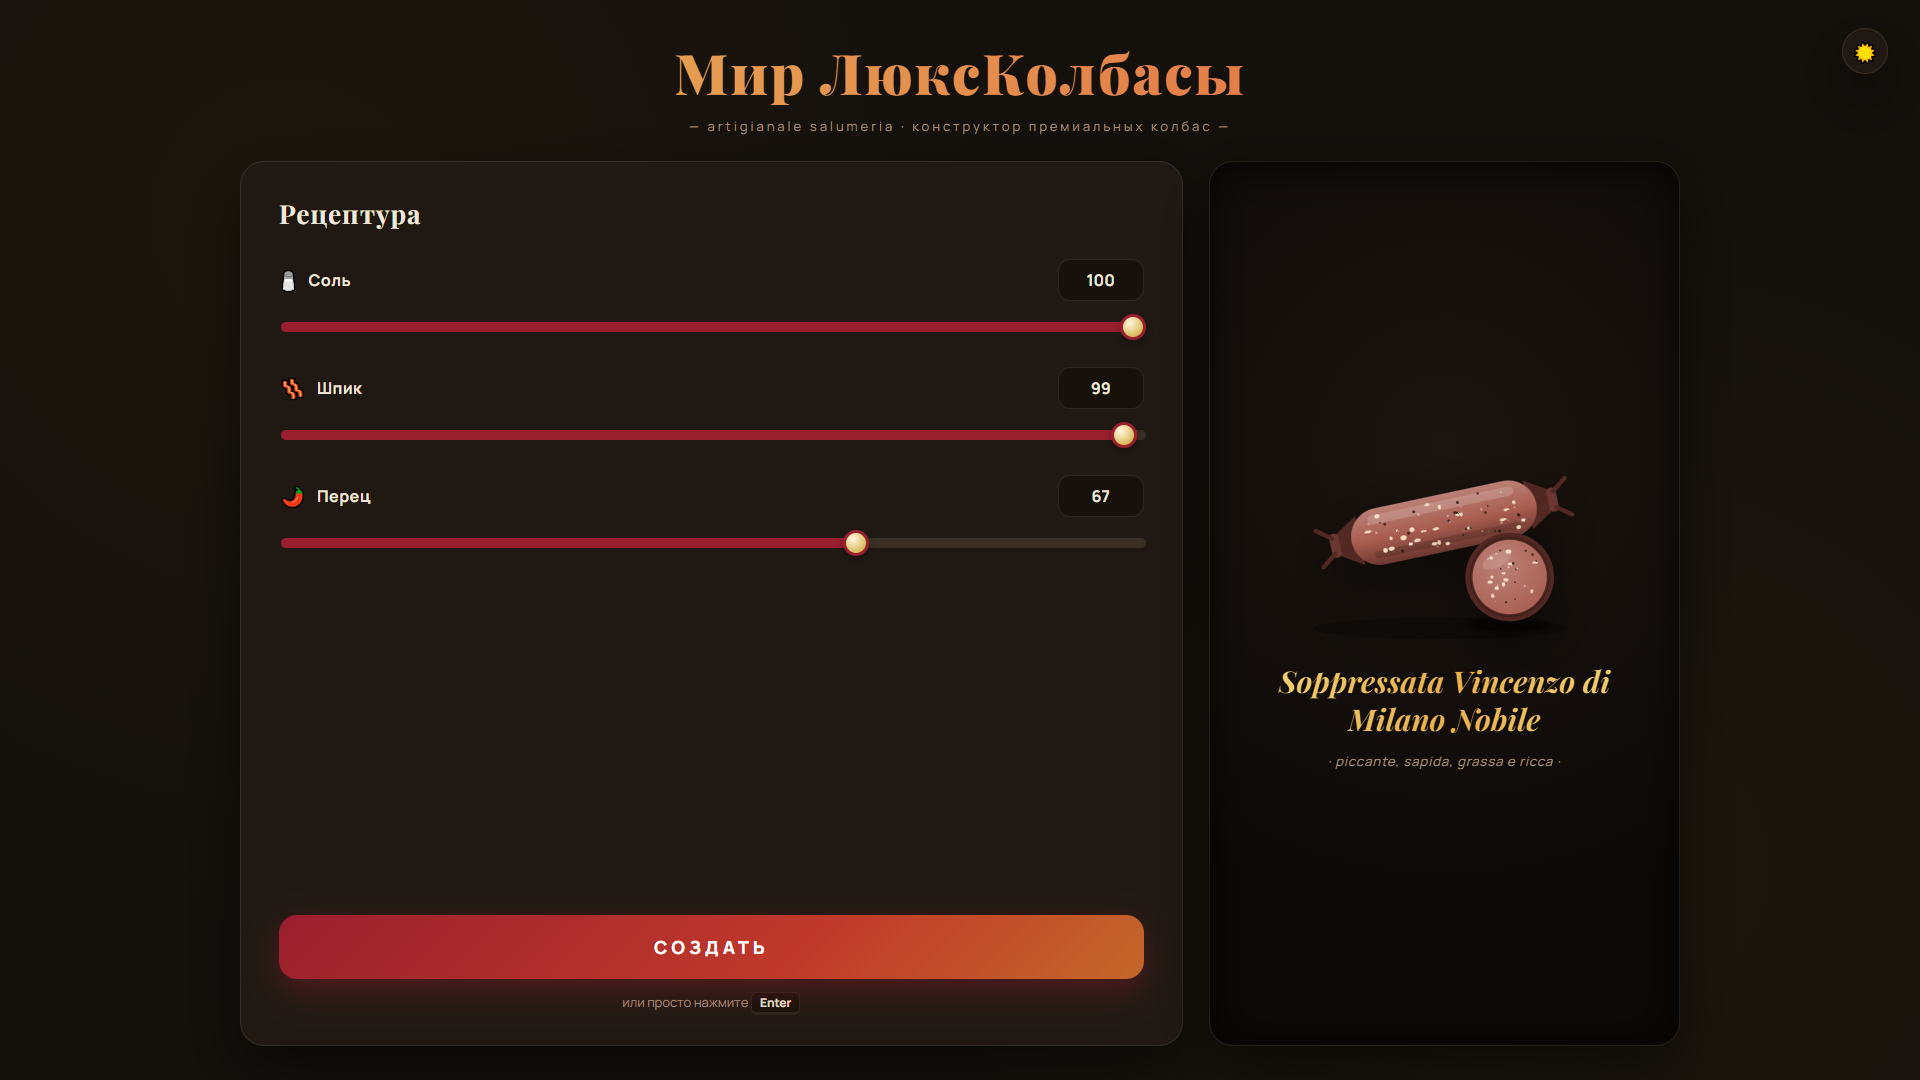 Мир ЛюксКолбасы
— artigianale salumeria · конструктор премиальных колбас —
Рецептура
Соль
100
Шпик
99
Перец
67
СОЗДАТЬ
или просто нажмите Enter
Soppressata Vincenzo di
Milano Nobile
· piccante, sapida, grassa e ricca ·